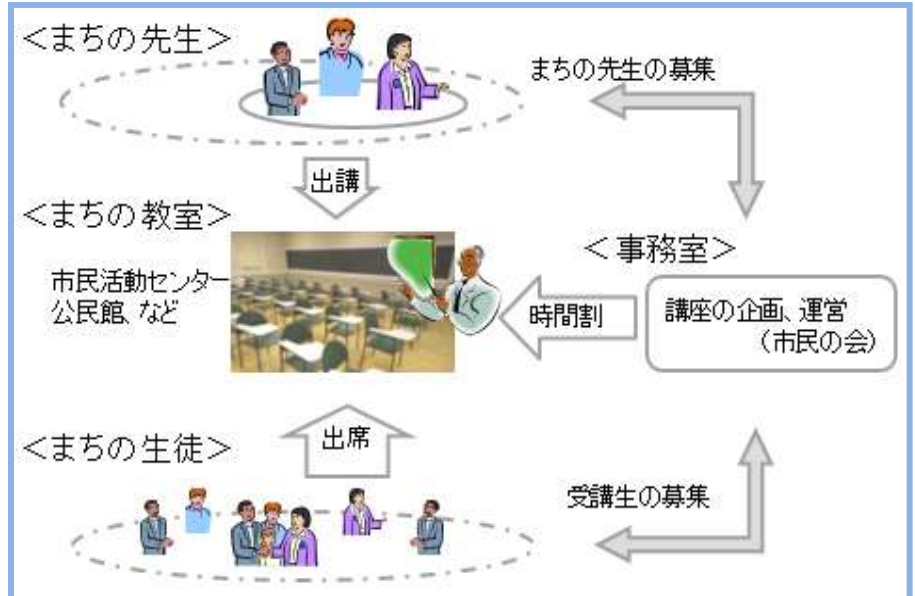 ＜まちの先生＞
まちの先生の募集
出講
＜まちの教室＞
市民活動センター
公民館、など
＜事務室＞
時間割
講座の企画、運営
（市民の会）
出席
＜まちの生徒＞
受講生の募集